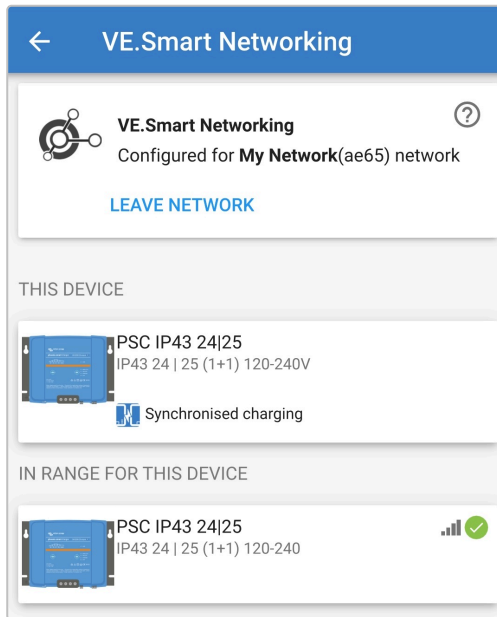 VE.Smart Networking
VE.Smart Networking
Configured for My Network(ae65) network
LEAVE NETWORK
THIS DEVICE
PSC IP43 24|25
IP43 24 | 25 (1+1) 120-240V
Synchronised charging
IN RANGE FOR THIS DEVICE
PSC IP43 24|25
IP43 24 | 25 (1+1) 120-240